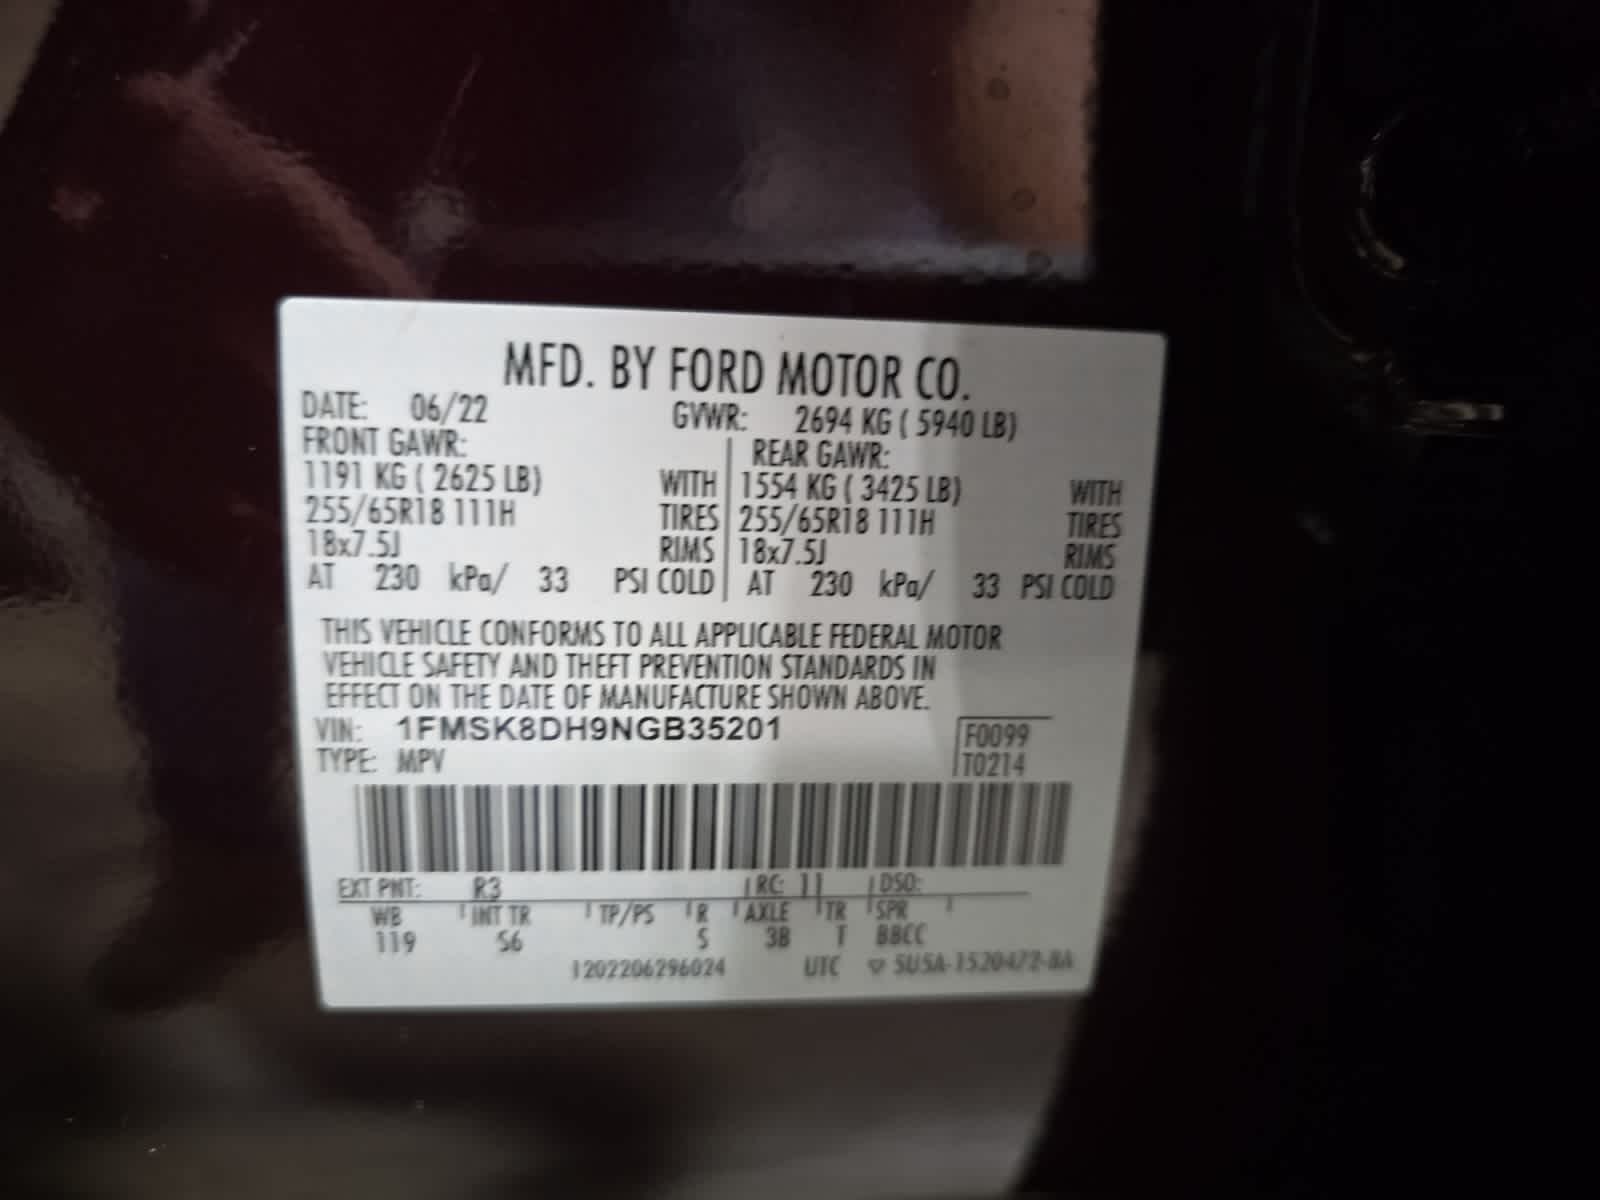 MFD. BY FORD MOTOR CO.
DATE: 06/22 GVWR: 2694 KG ( 5940 LB)
FRONT GAWR: REAR GAWR:
1191 KG ( 2625 LB) WITH 1554 KG ( 3425 LB) WITH
255/65R18 111H TIRES 255/65R18 111H TIRES
18x7.5J RIMS 18x7.5J RIMS
AT 230 kPa/ 33 PSI COLD AT 230 kPa/ 33 PSI COLD
THIS VEHICLE CONFORMS TO ALL APPLICABLE FEDERAL MOTOR
VEHICLE SAFETY AND THEFT PREVENTION STANDARDS IN
EFFECT ON THE DATE OF MANUFACTURE SHOWN ABOVE.
VIN: 1FMSK8DH9NGB35201 F0099
TYPE: MPV T0214
EXT PNT: R3 RC: 11 DSO:
WB INT TR TP/PS R AXLE TR SPR
119 S6 5 3B T BBCC
1202206296024 UTC 5U5A-1520472-BA